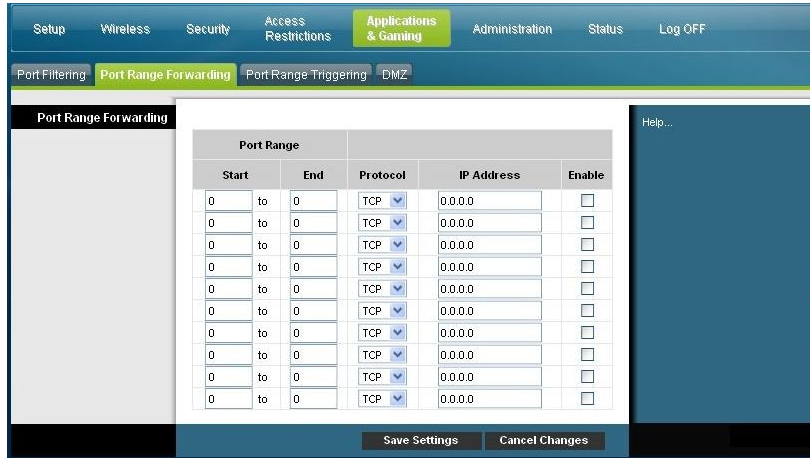 Setup Wireless Security Access Restrictions Applications & Gaming Administration Status Log OFF
Port Filtering Port Range Forwarding Port Range Triggering DMZ
Port Range Forwarding
Help...
Port Range
Start End Protocol IP Address Enable
0 to 0 TCP 0.0.0.0
0 to 0 TCP 0.0.0.0
0 to 0 TCP 0.0.0.0
0 to 0 TCP 0.0.0.0
0 to 0 TCP 0.0.0.0
0 to 0 TCP 0.0.0.0
0 to 0 TCP 0.0.0.0
0 to 0 TCP 0.0.0.0
0 to 0 TCP 0.0.0.0
0 to 0 TCP 0.0.0.0
Save Settings Cancel Changes